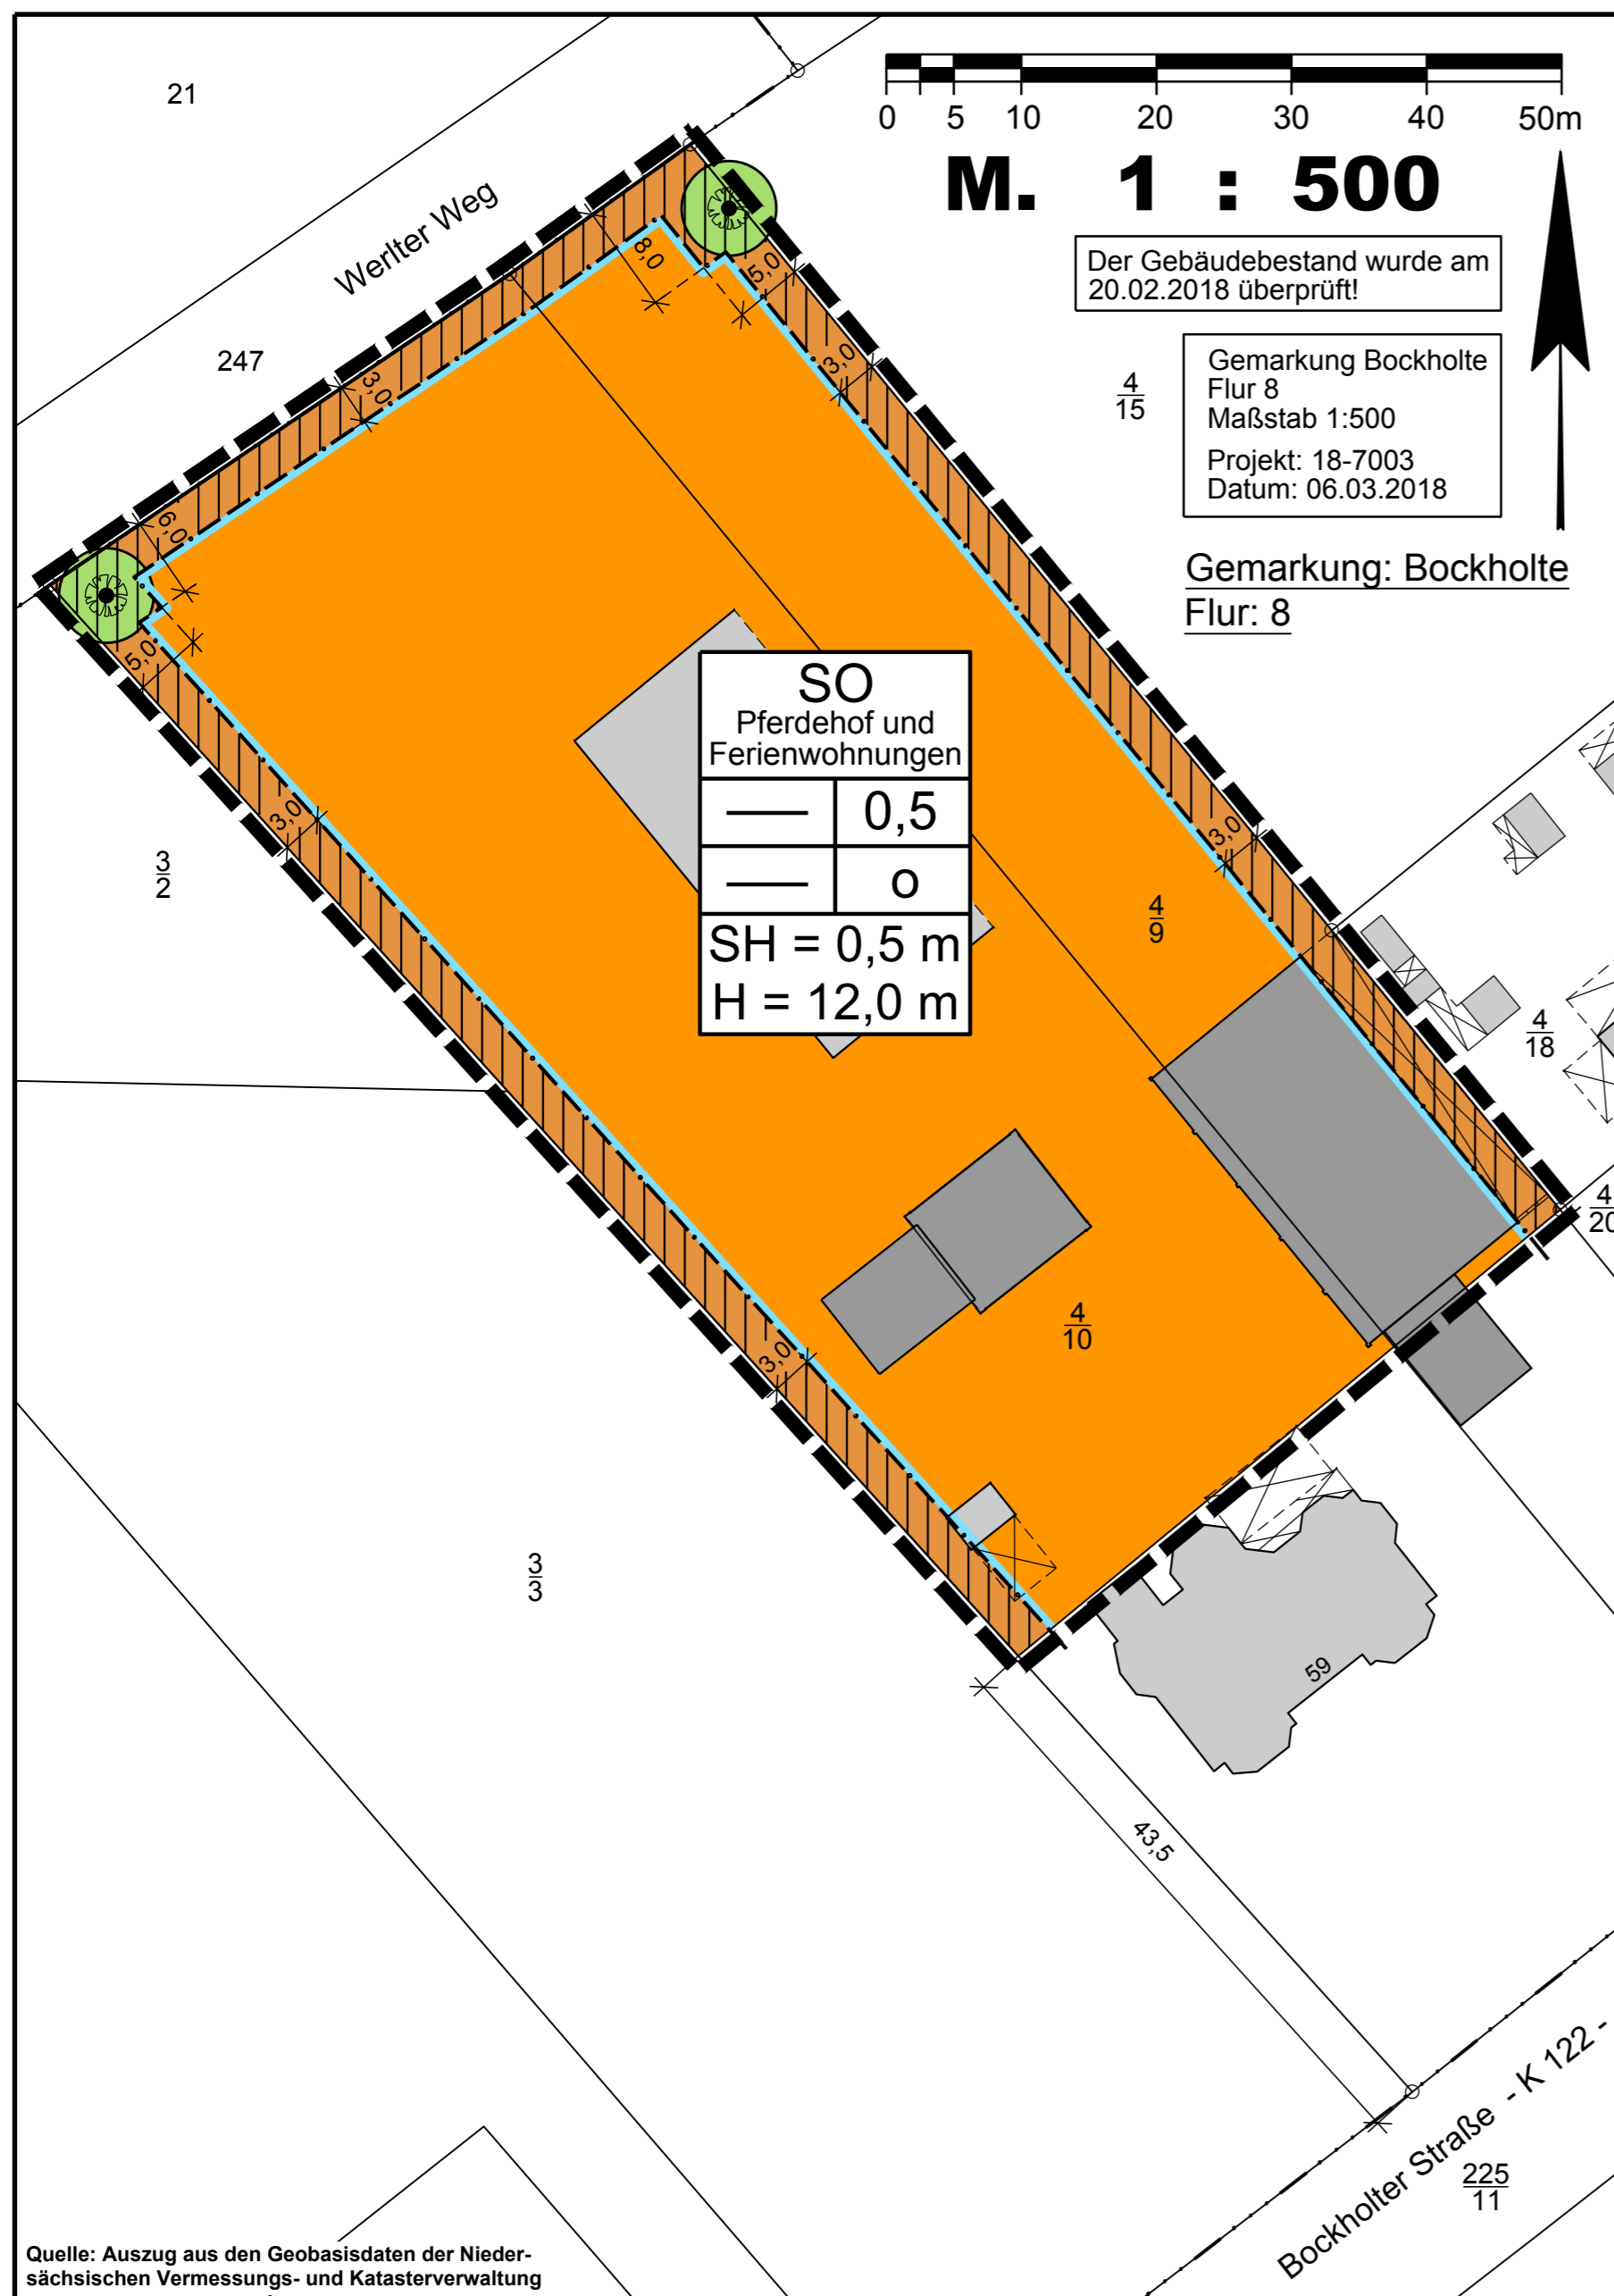 21
0 5 10 20 30 40 50m
M. 1 : 500
Werlter Weg
Der Gebäudebestand wurde am
20.02.2018 überprüft!
8,0
5,0
247
3,0
3,0
4
15
Gemarkung Bockholte
Flur 8
Maßstab 1:500
Projekt: 18-7003
Datum: 06.03.2018
6,0
Gemarkung: Bockholte
Flur: 8
5,0
SO
Pferdehof und
Ferienwohnungen
0,5
o
SH = 0,5 m
H = 12,0 m
3,0
3,0
3
2
4
9
4
18
4
20
4
10
3,0
3
3
59
43,5
Bockholter Straße - K 122 -
225
11
Quelle: Auszug aus den Geobasisdaten der Nieder-
sächsischen Vermessungs- und Katasterverwaltung